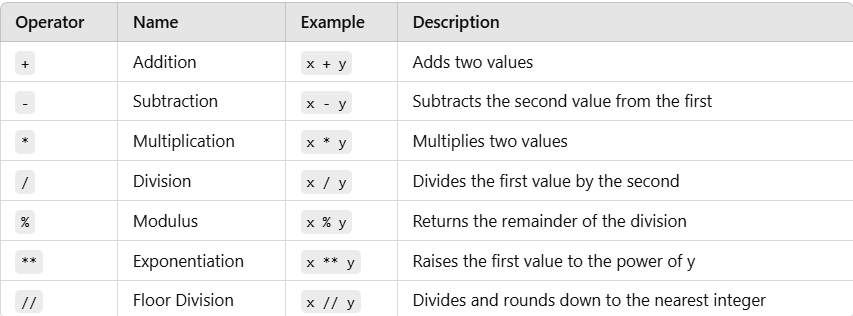 Operator Name Example Description
+ Addition x + y Adds two values
- Subtraction x - y Subtracts the second value from the first
* Multiplication x * y Multiplies two values
/ Division x / y Divides the first value by the second
% Modulus x % y Returns the remainder of the division
** Exponentiation x ** y Raises the first value to the power of y
// Floor Division x // y Divides and rounds down to the nearest integer